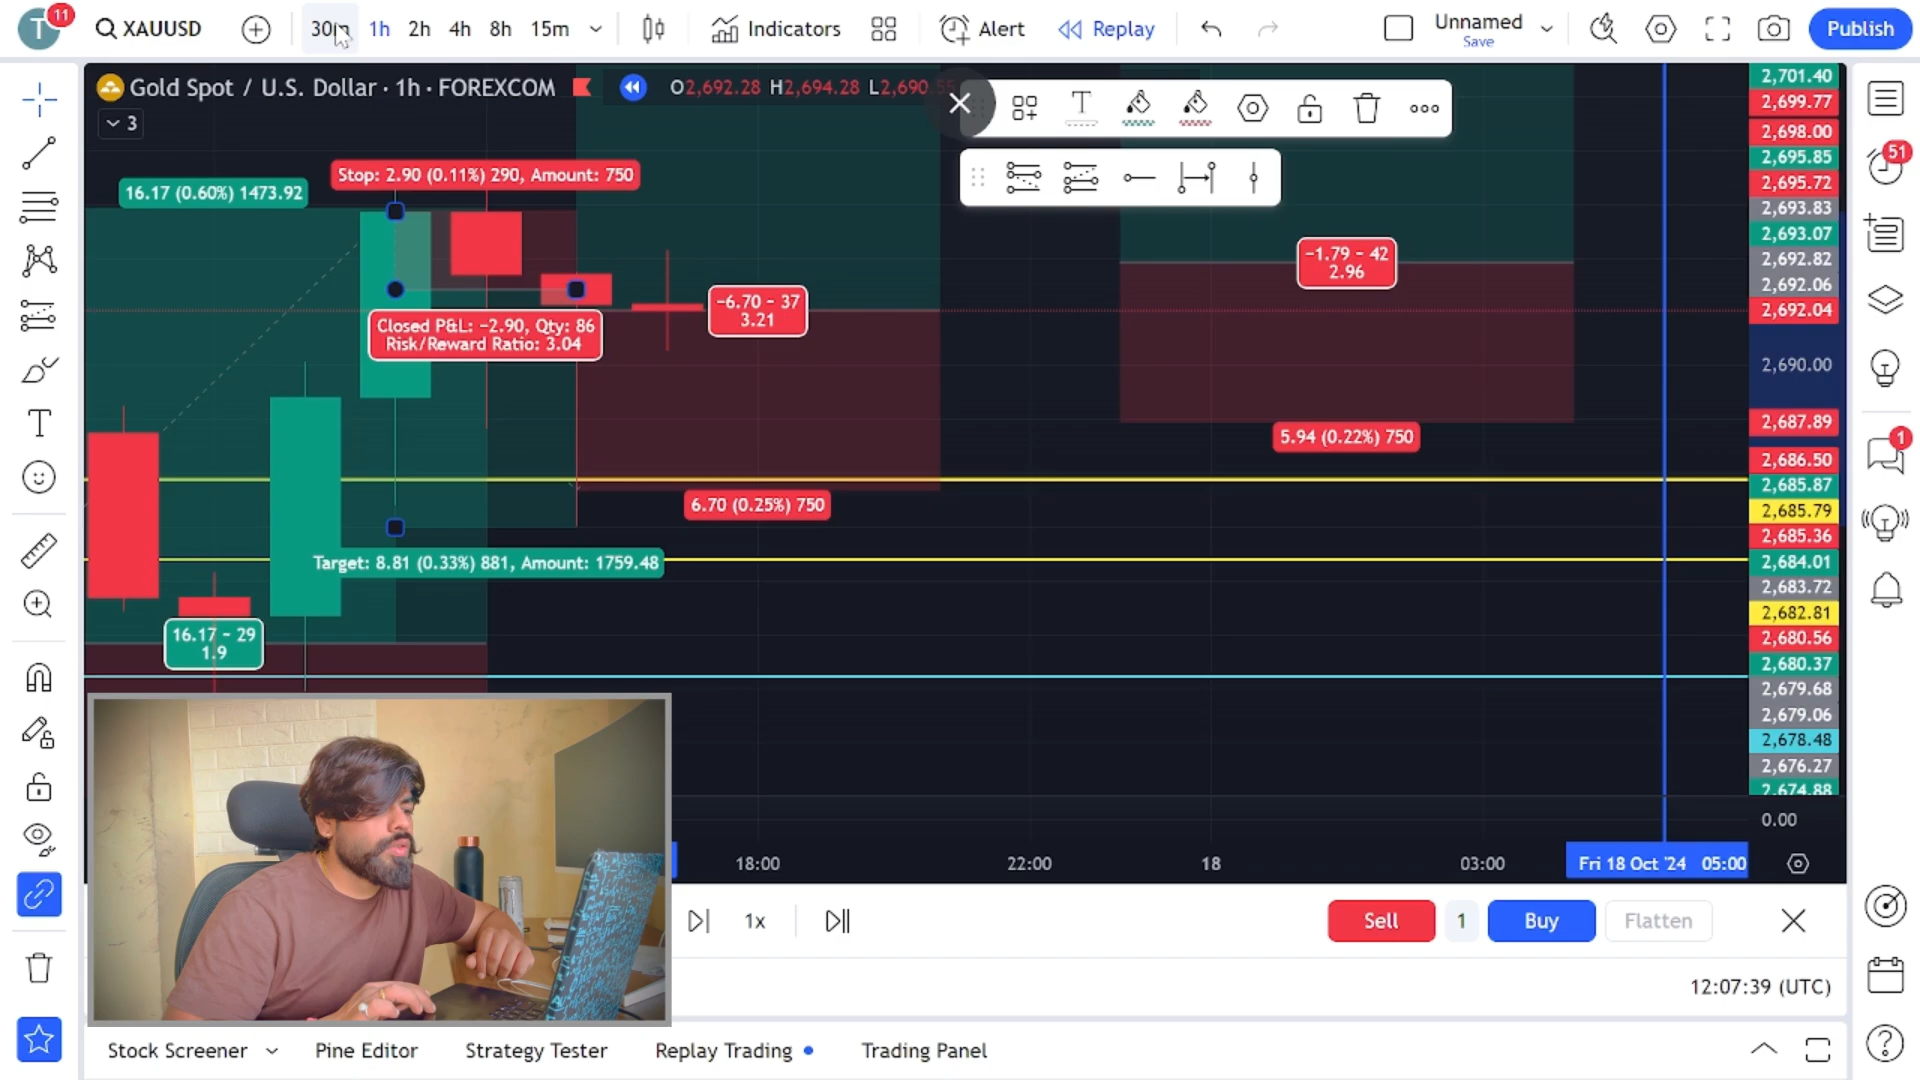 T
11
XAUUSD
30m
1h
2h
4h
8h
15m
Indicators
Alert
Replay
Unnamed
Save
Publish
Gold Spot / U.S. Dollar · 1h · FOREXCOM
O2,692.28 H2,694.28 L2,690.55
3
16.17 (0.60%) 1473.92
Stop: 2.90 (0.11%) 290, Amount: 750
Closed P&L: −2.90, Qty: 86
Risk/Reward Ratio: 3.04
−6.70 ~ 37
3.21
−1.79 ~ 42
2.96
5.94 (0.22%) 750
6.70 (0.25%) 750
Target: 8.81 (0.33%) 881, Amount: 1759.48
16.17 ~ 29
1.9
2,701.40
2,699.77
2,698.00
2,695.85
2,695.72
2,693.83
2,693.07
2,692.82
2,692.06
2,692.04
2,690.00
2,687.89
2,686.50
2,685.87
2,685.79
2,685.36
2,684.01
2,683.72
2,682.81
2,680.56
2,680.37
2,679.68
2,679.06
2,678.48
2,676.27
2,674.88
0.00
51
1
18:00
22:00
18
03:00
Fri 18 Oct '24 05:00
1x
Sell
1
Buy
Flatten
12:07:39 (UTC)
Stock Screener
Pine Editor
Strategy Tester
Replay Trading
Trading Panel